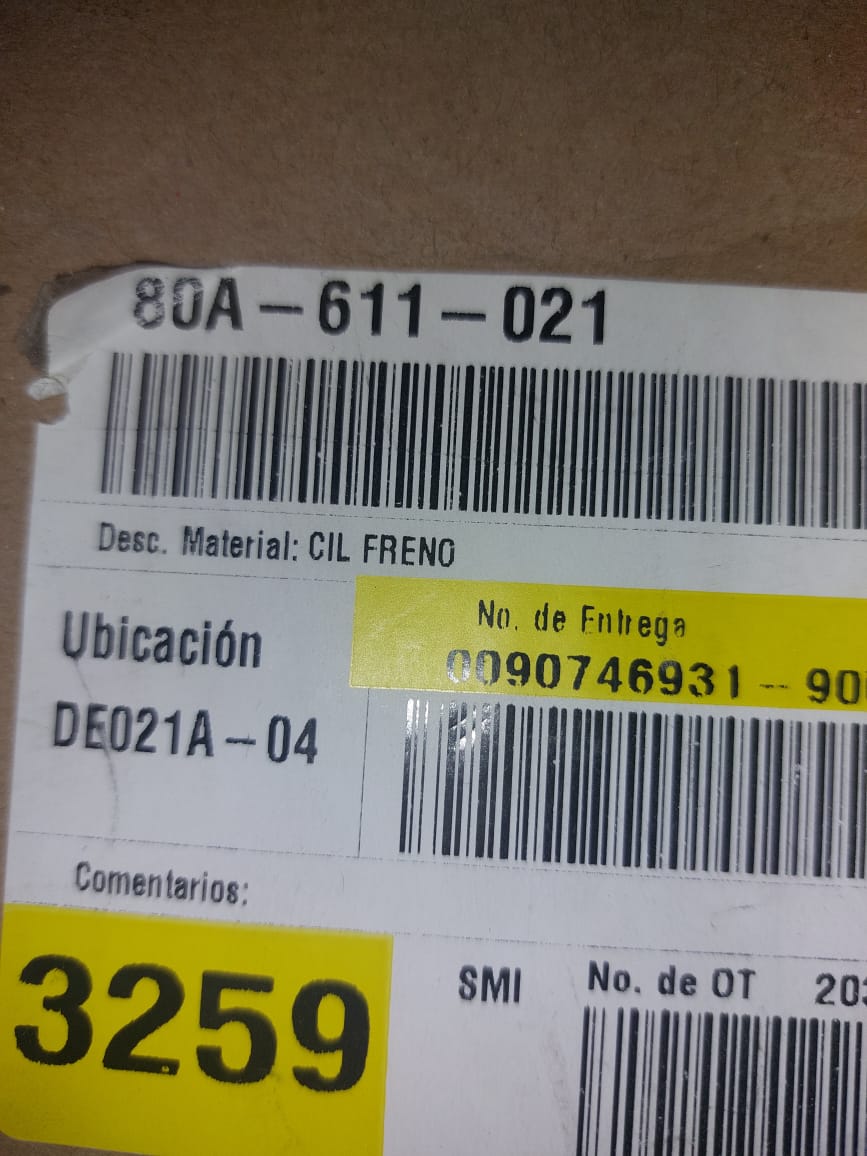 80A-611-021
Desc. Material: CIL FRENO
No. de Entrega
Ubicación
0090746931-90
DE021A-04
Comentarios:
3259
SMI
No. de OT